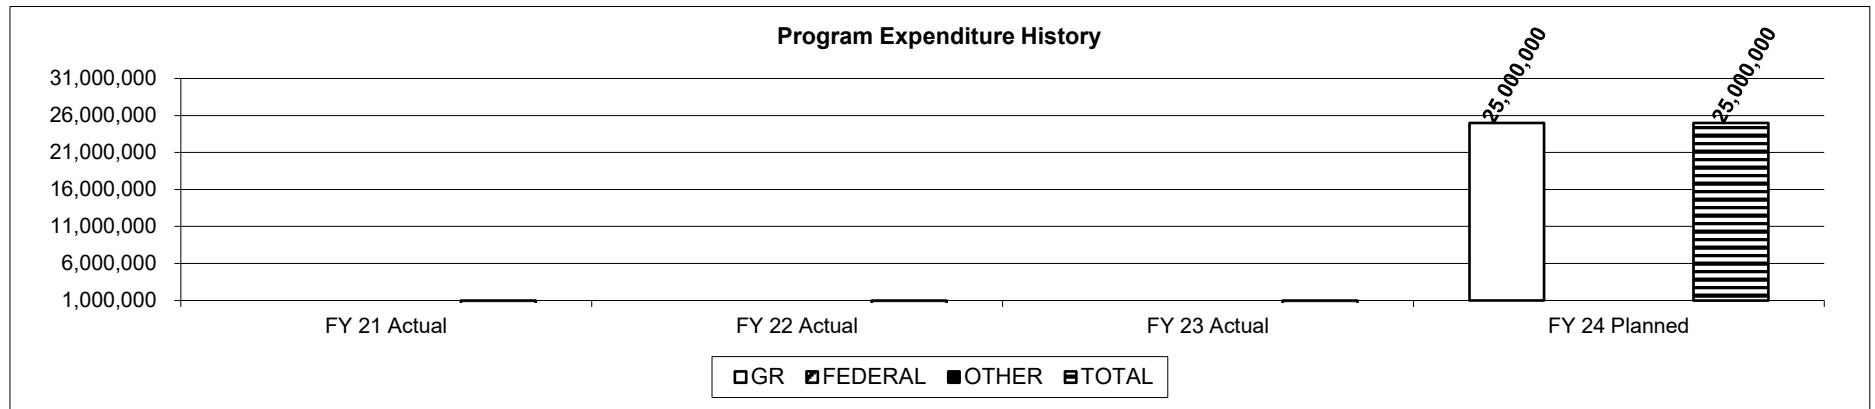 Program Expenditure History
25,000,000 25,000,000
31,000,000
26,000,000
21,000,000
16,000,000
11,000,000
6,000,000
1,000,000
FY 21 Actual FY 22 Actual FY 23 Actual FY 24 Planned
GR FEDERAL OTHER TOTAL